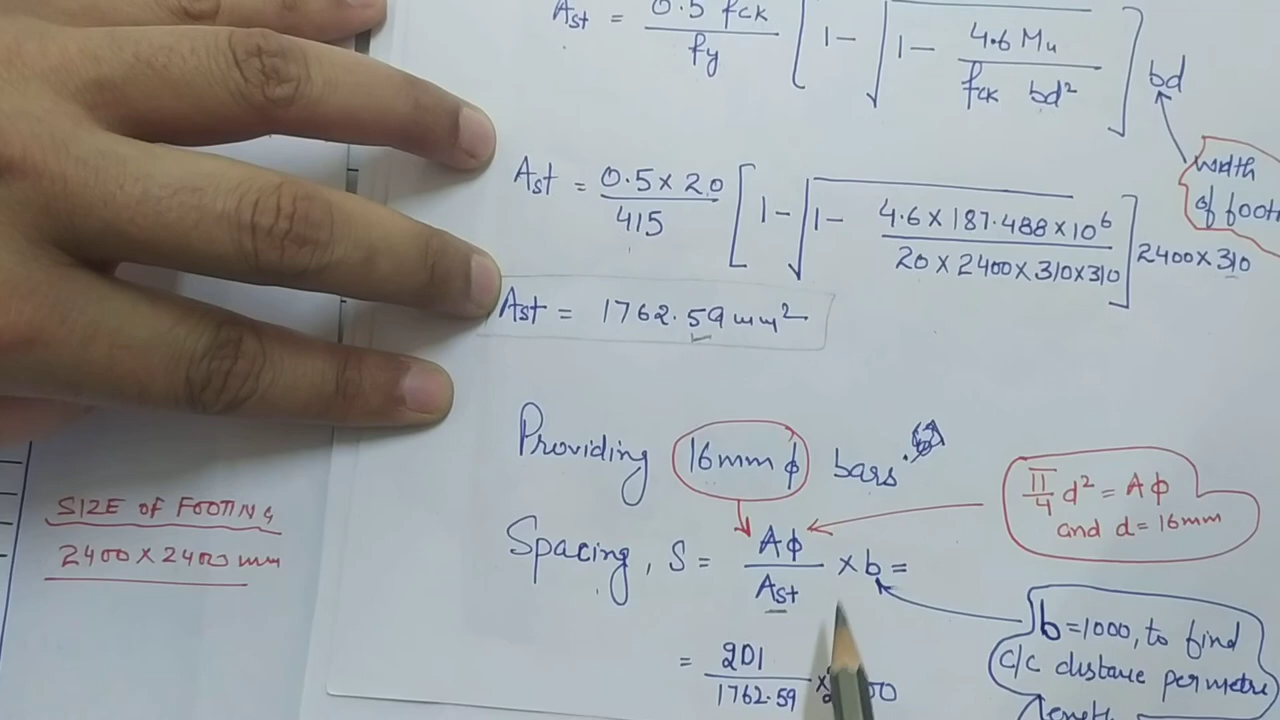 Ast = 0.5 fck / fy [ 1 - √ 1 - 4.6 Mu / fck bd² ] bd
width
of footi
Ast = 0.5 x 20 / 415 [ 1 - √ 1 - 4.6 x 187.488 x 10⁶ / 20 x 2400 x 310 x 310 ] 2400 x 310
Ast = 1762.59 mm²
Providing 16mm ϕ bars.
π/4 d² = Aϕ
and d = 16mm
SIZE OF FOOTING
2400 x 2400 mm
Spacing, S = Aϕ / Ast x b =
b = 1000, to find
c/c distance per metre
length
= 201 / 1762.59 x